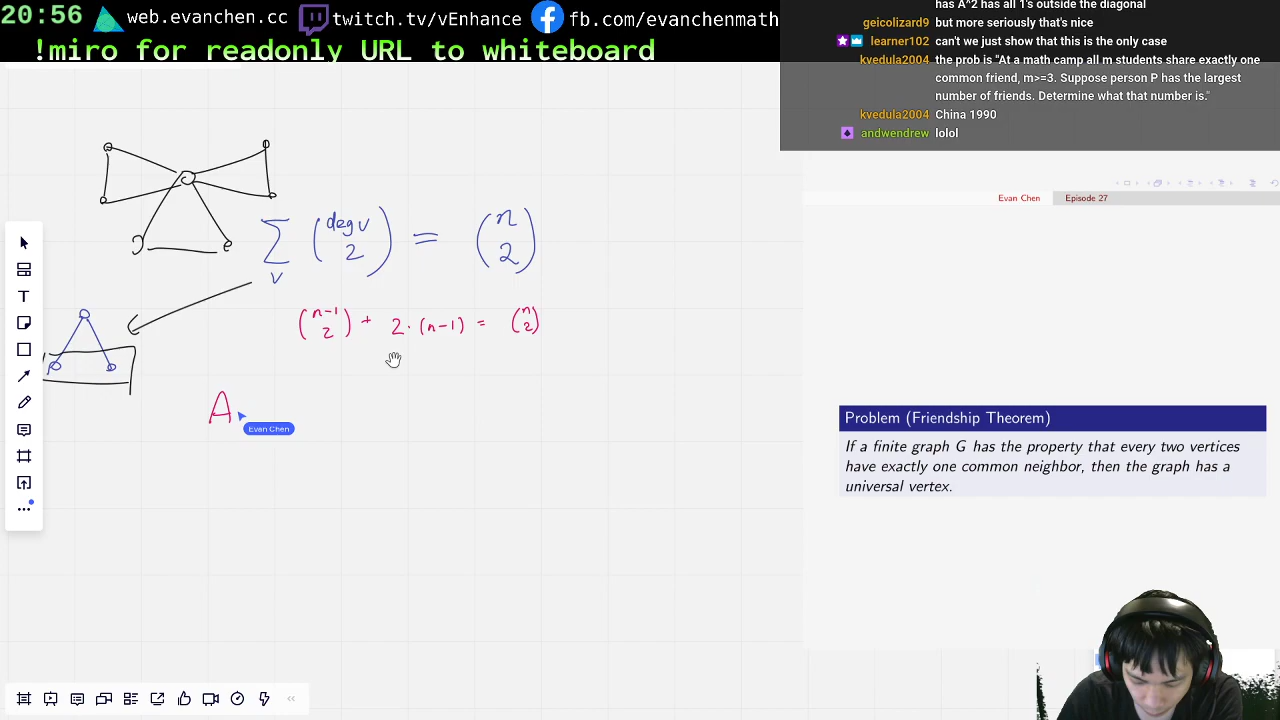 20:56 web.evanchen.cc twitch.tv/vEnhance fb.com/evanchenmath
!miro for readonly URL to whiteboard
has A^2 has all 1's outside the diagonal
geicolizard9 but more seriously that's nice
learner102 can't we just show that this is the only case
kvedula2004 the prob is "At a math camp all m students share exactly one
common friend, m>=3. Suppose person P has the largest
number of friends. Determine what that number is."
kvedula2004 China 1990
andwendrew lolol
Evan Chen Episode 27
∑_v (deg v choose 2) = (n choose 2)
(n-1 choose 2) + 2·(n-1) = (n choose 2)
A
Evan Chen
T
Problem (Friendship Theorem)
If a finite graph G has the property that every two vertices
have exactly one common neighbor, then the graph has a
universal vertex.